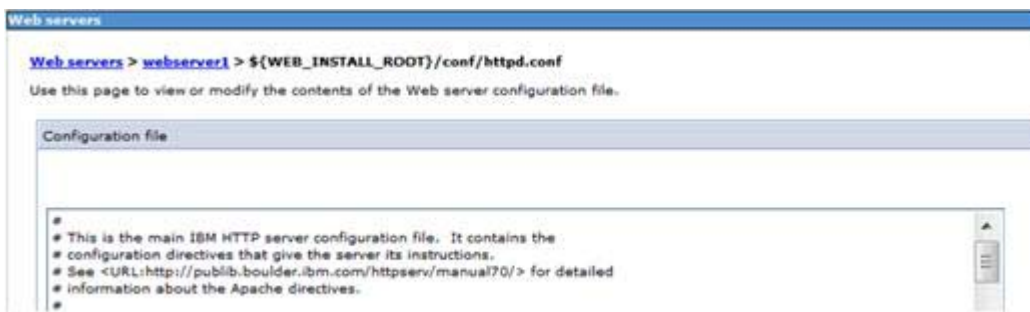 Web servers
Web servers > webserver1 > ${WEB_INSTALL_ROOT}/conf/httpd.conf
Use this page to view or modify the contents of the Web server configuration file.
Configuration file
#
# This is the main IBM HTTP server configuration file. It contains the
# configuration directives that give the server its instructions.
# See <URL:http://publib.boulder.ibm.com/httpserv/manual70/> for detailed
# information about the Apache directives.
#